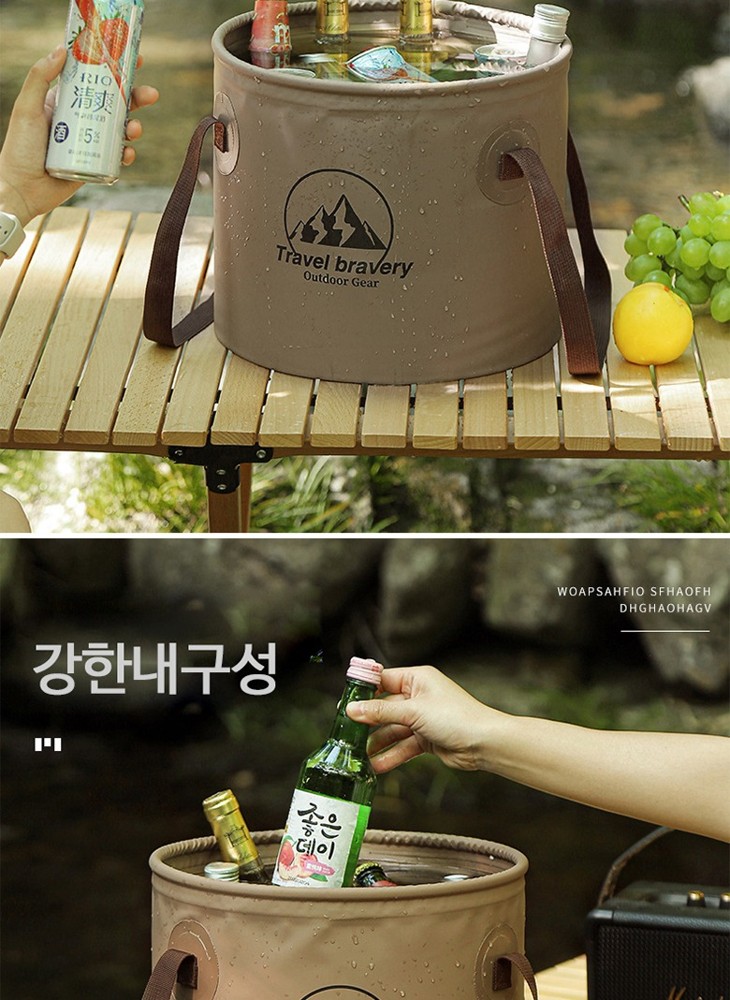 RIO
清爽
酒
5%
Travel bravery
Outdoor Gear
WOAPSAHFIO SFHAOFH
DHGHAOHAGV
강한내구성
좋은
데이